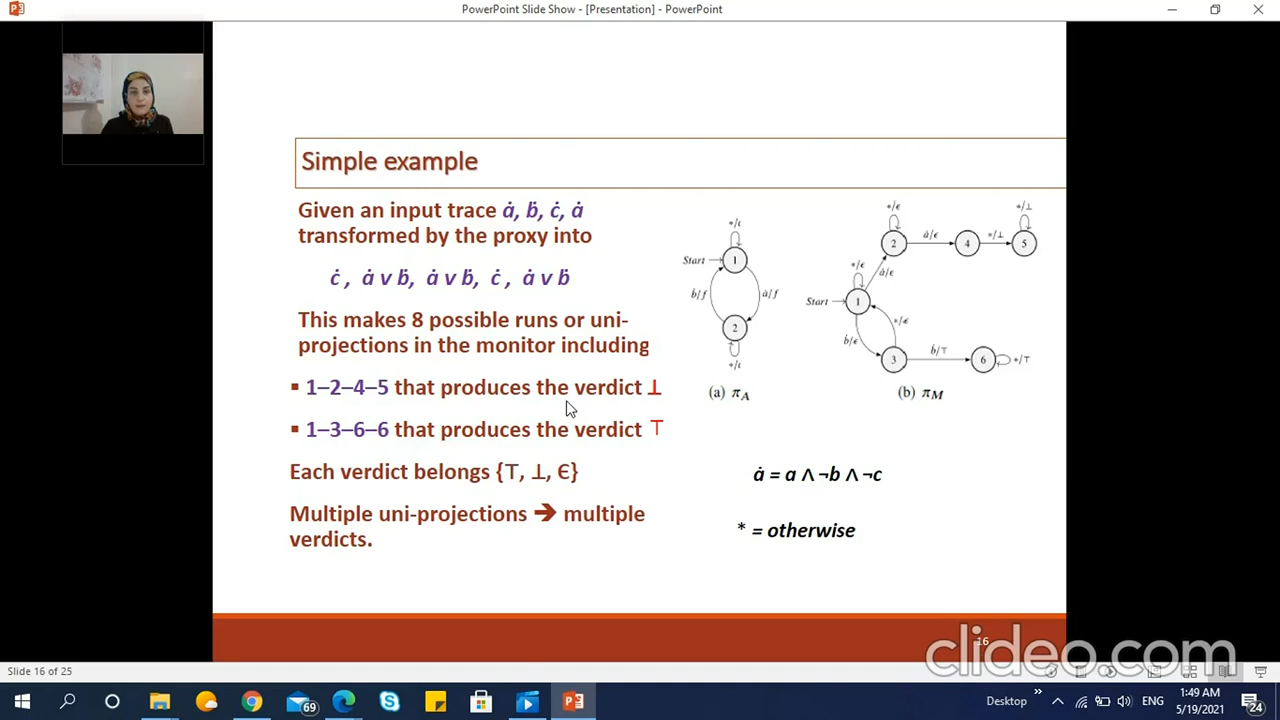 PowerPoint Slide Show - [Presentation] - PowerPoint
Simple example
Given an input trace ȧ, ḃ, ċ, ȧ
transformed by the proxy into
ċ , ȧ v ḃ, ȧ v ḃ, ċ , ȧ v ḃ
This makes 8 possible runs or uni-
projections in the monitor including
▪ 1–2–4–5 that produces the verdict ⊥
▪ 1–3–6–6 that produces the verdict ⊤
Each verdict belongs {⊤, ⊥, Є}
Multiple uni-projections ➔ multiple
verdicts.
*/ι
Start
1
ḃ/f
ȧ/f
2
*/ι
(a) πA
*/ϵ
*/⊥
2
ȧ/ϵ
4
*/⊥
5
*/ϵ
ȧ/ϵ
Start
1
*/ϵ
ḃ/ϵ
3
ḃ/⊤
6
*/⊤
(b) πM
ȧ = a ∧ ¬b ∧ ¬c
* = otherwise
16
clideo.com
Slide 16 of 25
69
Desktop
ENG
1:49 AM
5/19/2021
24